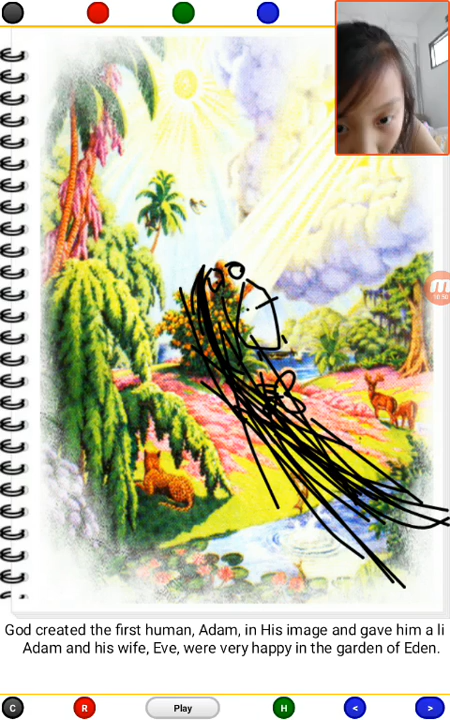 God created the first human, Adam, in His image and gave him a li
Adam and his wife, Eve, were very happy in the garden of Eden.
C
R
Play
H
<
>